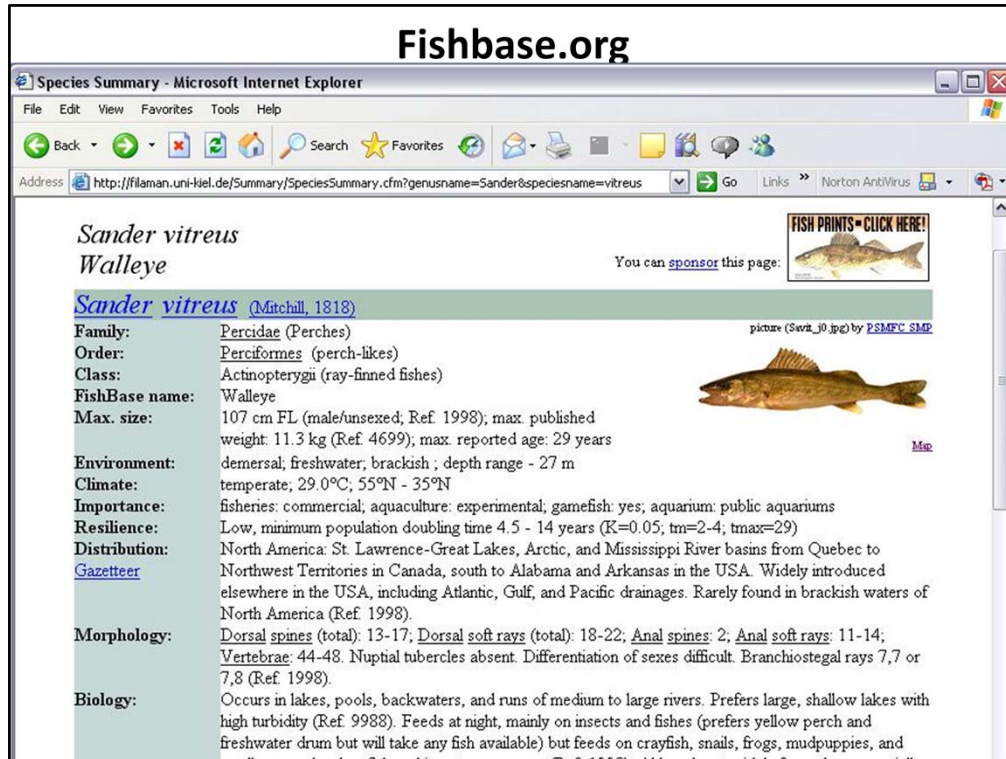 Fishbase.org
Species Summary - Microsoft Internet Explorer
File Edit View Favorites Tools Help
Back Search Favorites
Address http://filaman.uni-kiel.de/Summary/SpeciesSummary.cfm?genusname=Sander&speciesname=vitreus Go Links » Norton AntiVirus
Sander vitreus
Walleye
You can sponsor this page:
FISH PRINTS - CLICK HERE!
Sander vitreus (Mitchill, 1818)
Family: Percidae (Perches)
picture (Savit_j0.jpg) by PSMFC SMP
Order: Perciformes (perch-likes)
Class: Actinopterygii (ray-finned fishes)
FishBase name: Walleye
Max. size: 107 cm FL (male/unsexed; Ref. 1998); max. published
weight: 11.3 kg (Ref. 4699); max. reported age: 29 years
Map
Environment: demersal; freshwater; brackish ; depth range - 27 m
Climate: temperate; 29.0°C; 55°N - 35°N
Importance: fisheries: commercial; aquaculture: experimental; gamefish: yes; aquarium: public aquariums
Resilience: Low, minimum population doubling time 4.5 - 14 years (K=0.05; tm=2-4; tmax=29)
Distribution: North America: St. Lawrence-Great Lakes, Arctic, and Mississippi River basins from Quebec to
Gazetteer Northwest Territories in Canada, south to Alabama and Arkansas in the USA. Widely introduced
elsewhere in the USA, including Atlantic, Gulf, and Pacific drainages. Rarely found in brackish waters of
North America (Ref. 1998).
Morphology: Dorsal spines (total): 13-17; Dorsal soft rays (total): 18-22; Anal spines: 2; Anal soft rays: 11-14;
Vertebrae: 44-48. Nuptial tubercles absent. Differentiation of sexes difficult. Branchiostegal rays 7,7 or
7,8 (Ref. 1998).
Biology: Occurs in lakes, pools, backwaters, and runs of medium to large rivers. Prefers large, shallow lakes with
high turbidity (Ref. 9988). Feeds at night, mainly on insects and fishes (prefers yellow perch and
freshwater drum but will take any fish available) but feeds on crayfish, snails, frogs, mudpuppies, and